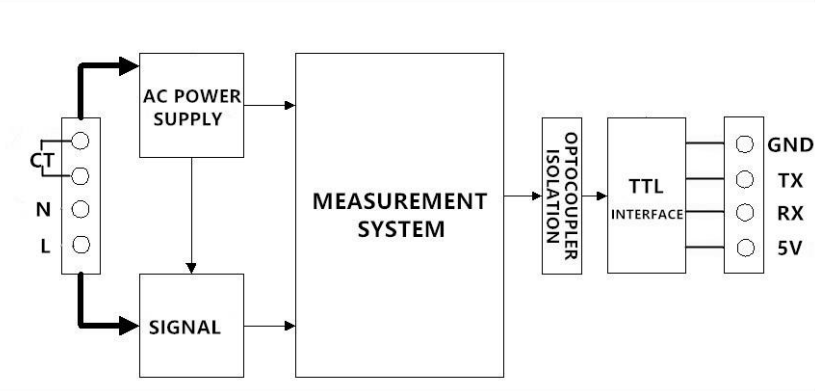 AC POWER
SUPPLY
CT
N
L
SIGNAL
MEASUREMENT
SYSTEM
OPTOCOUPLER
ISOLATION
TTL
INTERFACE
GND
TX
RX
5V